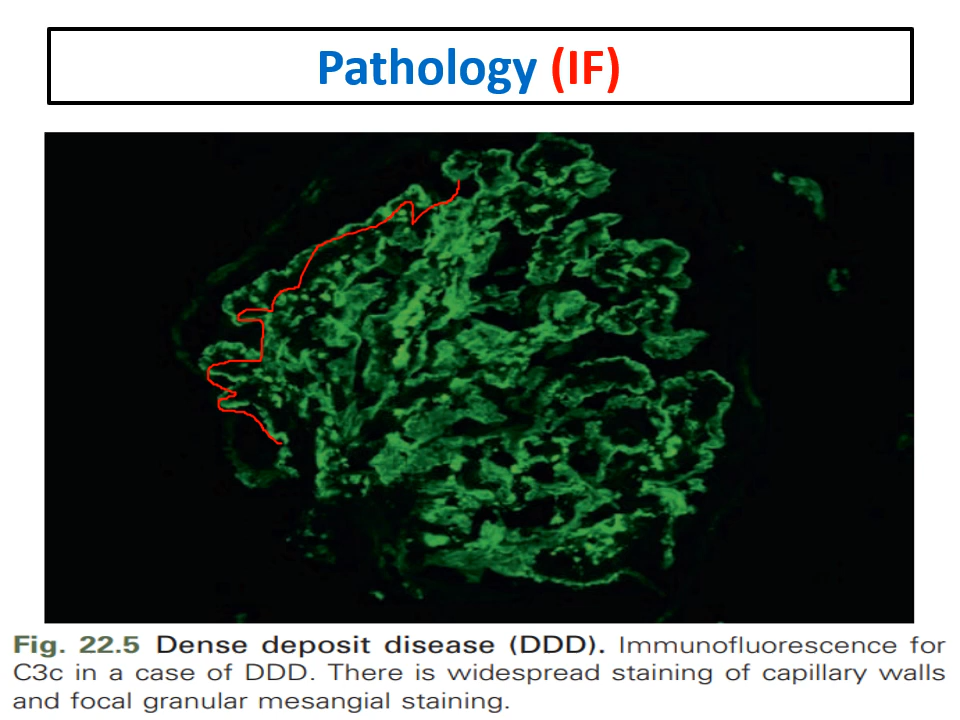 Pathology (IF)
Fig. 22.5 Dense deposit disease (DDD). Immunofluorescence for
C3c in a case of DDD. There is widespread staining of capillary walls
and focal granular mesangial staining.